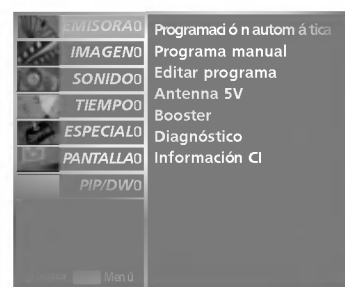 EMISORA0
IMAGEN0
SONIDO0
TIEMPO0
ESPECIAL0
PANTALLA0
PIP/DW0
Programaci ó n autom á tica
Programa manual
Editar programa
Antenna 5V
Booster
Diagnóstico
Información CI
Menú